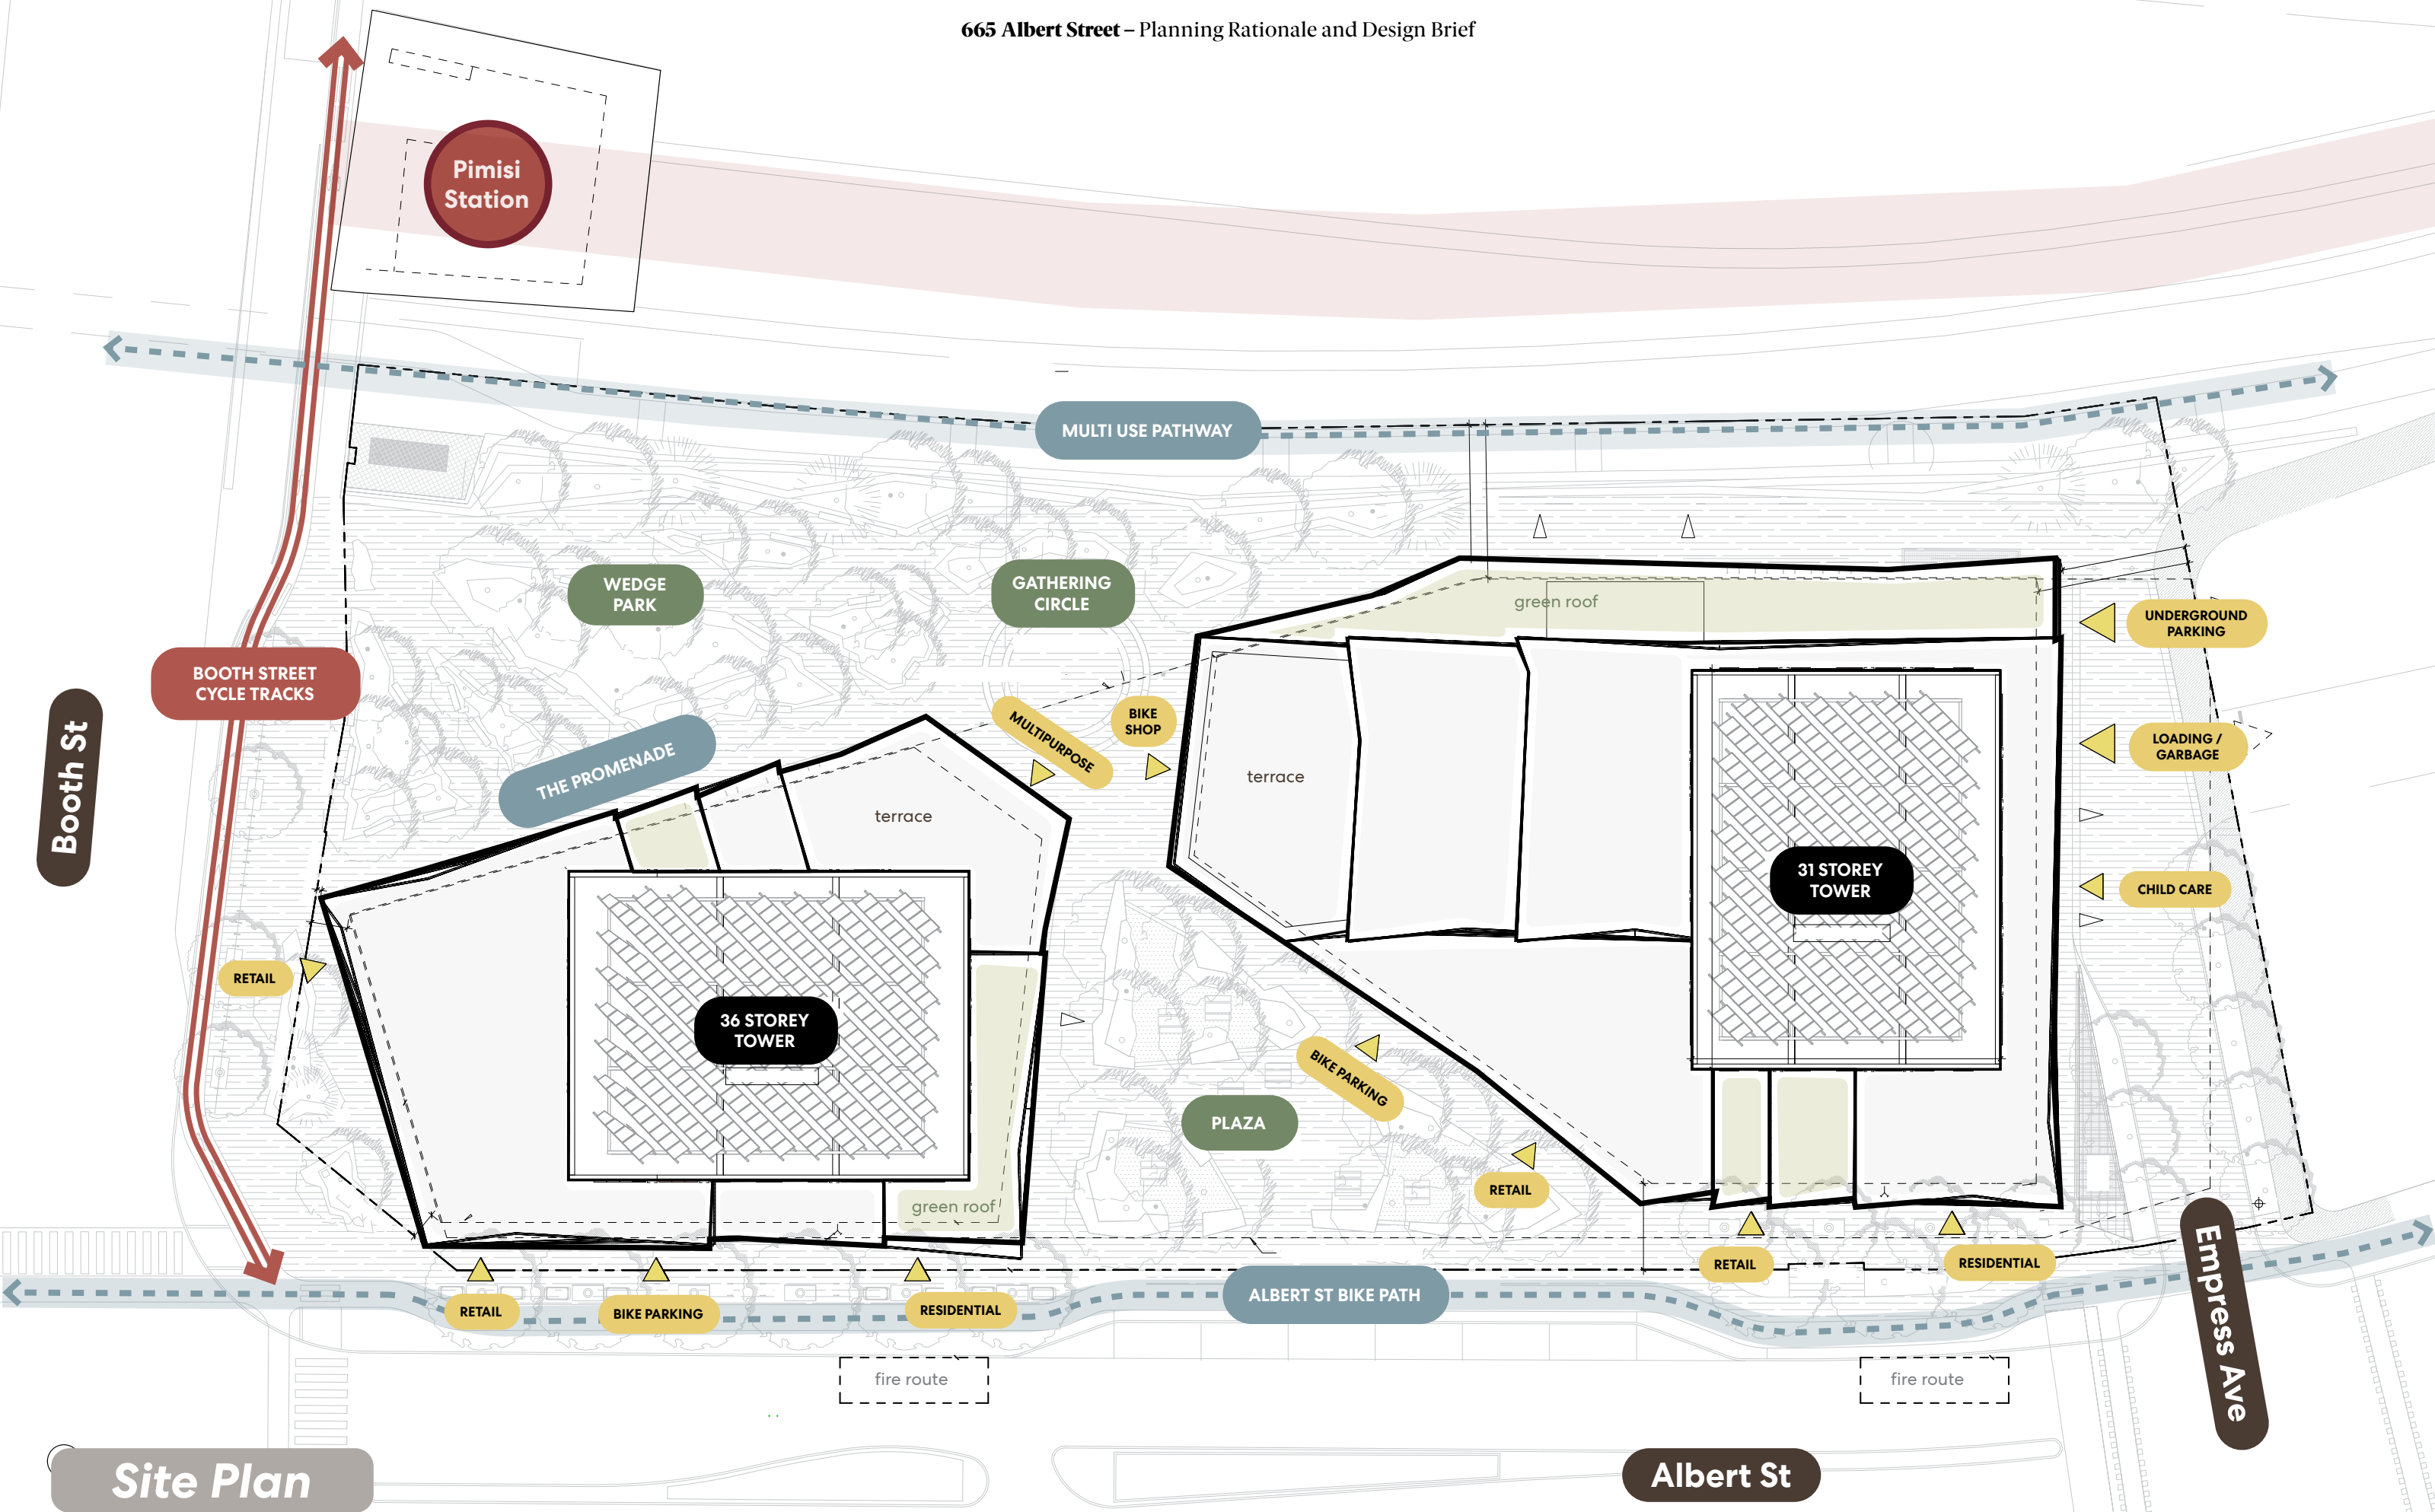 665 Albert Street – Planning Rationale and Design Brief
Pimisi
Station
MULTI USE PATHWAY
WEDGE
PARK
GATHERING
CIRCLE
green roof
UNDERGROUND
PARKING
BOOTH STREET
CYCLE TRACKS
MULTIPURPOSE
BIKE
SHOP
THE PROMENADE
LOADING /
GARBAGE
Booth St
terrace
terrace
31 STOREY
TOWER
CHILD CARE
RETAIL
36 STOREY
TOWER
BIKE PARKING
PLAZA
RETAIL
green roof
RETAIL
RESIDENTIAL
ALBERT ST BIKE PATH
RETAIL
BIKE PARKING
RESIDENTIAL
Empress Ave
fire route
fire route
Site Plan
Albert St